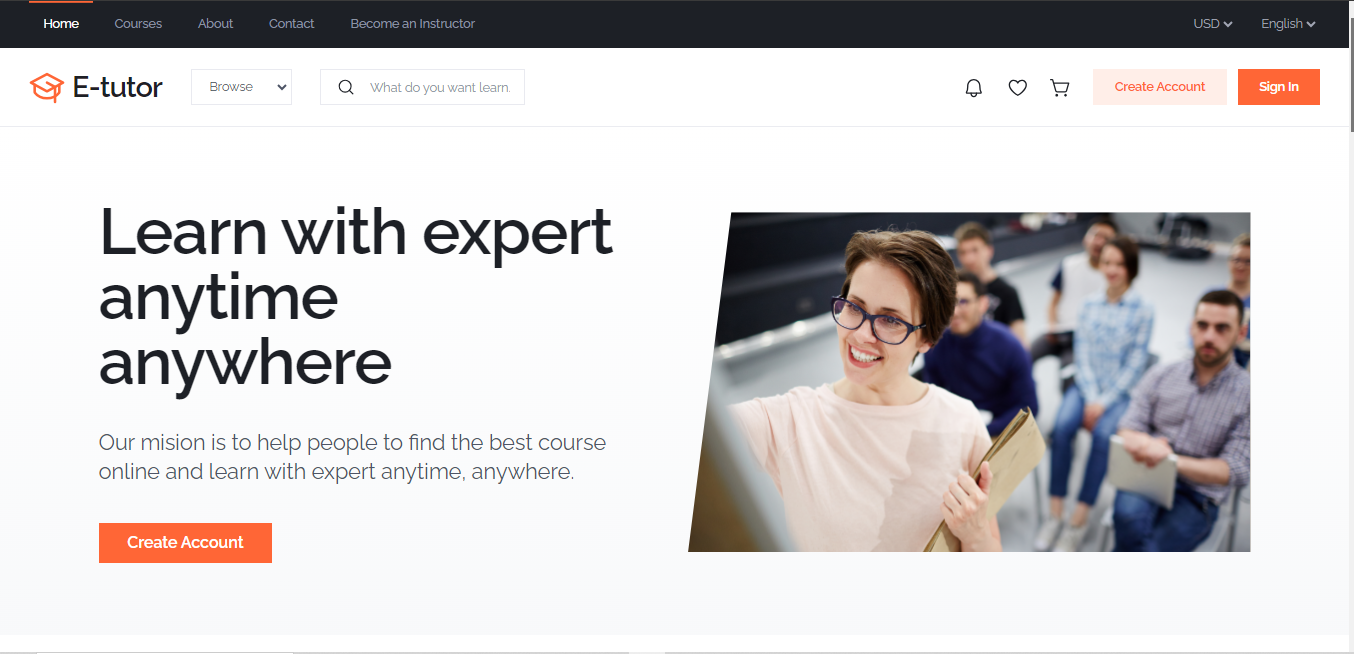 Home Courses About Contact Become an Instructor USD English
E-tutor Browse What do you want learn. Create Account Sign In
Learn with expert
anytime
anywhere
Our mision is to help people to find the best course
online and learn with expert anytime, anywhere.
Create Account